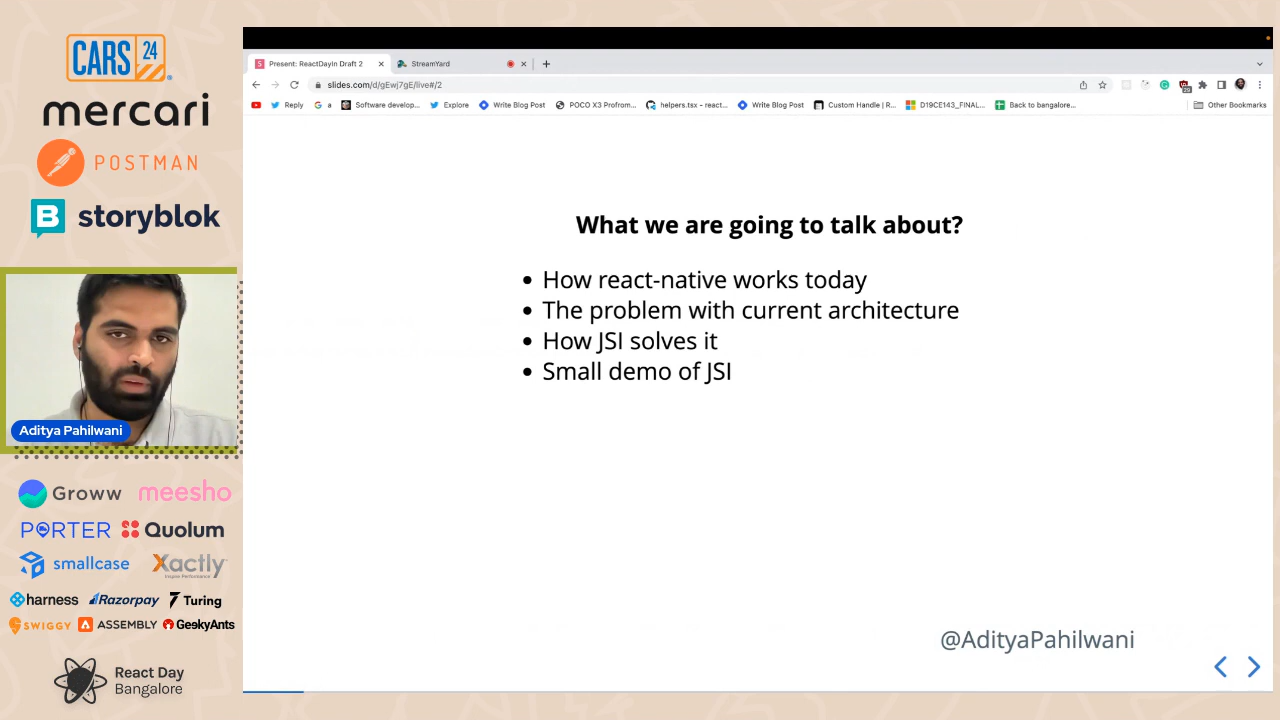 CARS 24
mercari
POSTMAN
storyblok
Aditya Pahilwani
Groww meesho
PORTER Quolum
smallcase Xactly
Inspire Performance
harness Razorpay Turing
SWIGGY ASSEMBLY GeekyAnts
React Day
Bangalore
Present: ReactDayIn Draft 2
StreamYard
slides.com/d/gEwj7gE/live#/2
Reply
a
Software develop...
Explore
Write Blog Post
POCO X3 Profrom...
helpers.tsx - react...
Write Blog Post
Custom Handle | R...
D19CE143_FINAL...
Back to bangalore...
Other Bookmarks
What we are going to talk about?
• How react-native works today
• The problem with current architecture
• How JSI solves it
• Small demo of JSI
@AdityaPahilwani